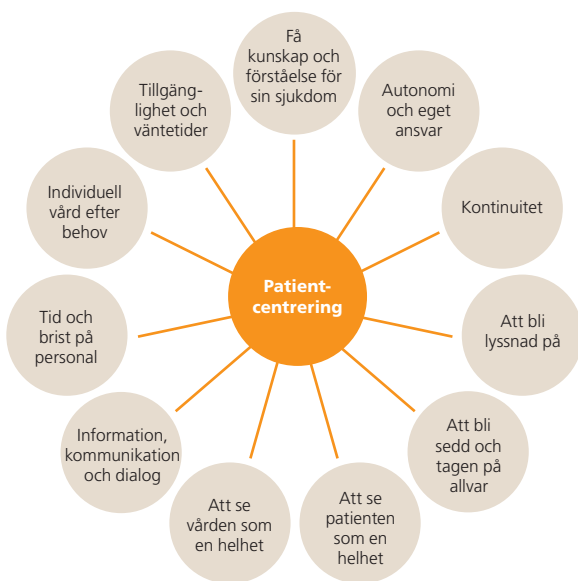 Få
kunskap och
förståelse för
sin sjukdom
Autonomi
och eget
ansvar
Kontinuitet
Att bli
lyssnad på
Att bli
sedd och
tagen på
allvar
Att se
patienten
som en
helhet
Att se
vården som
en helhet
Information,
kommunikation
och dialog
Tid och
brist på
personal
Individuell
vård efter
behov
Tillgäng-
lighet och
väntetider
Patient-
centrering